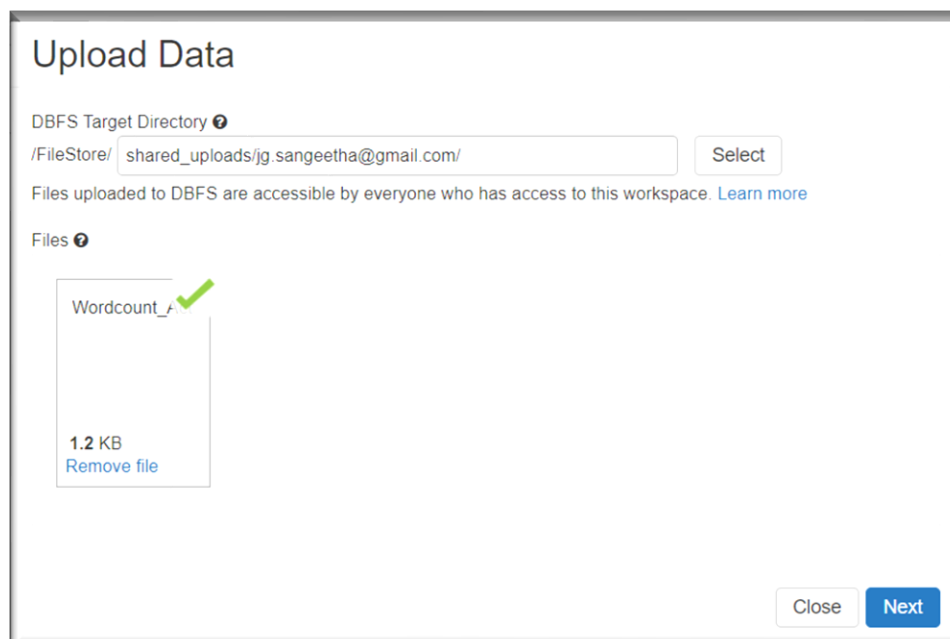 Upload Data
DBFS Target Directory
/FileStore/ shared_uploads/jg.sangeetha@gmail.com/ Select
Files uploaded to DBFS are accessible by everyone who has access to this workspace. Learn more
Files
Wordcount_
1.2 KB
Remove file
Close Next